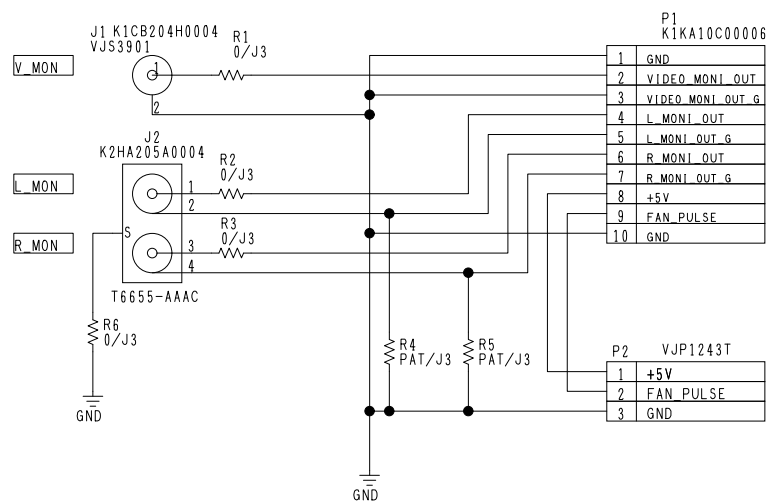 J1 K1CB204H0004
VJS3901
V_MON
1
2
R1
0/J3
J2
K2HA205A0004
L_MON
R_MON
1
2
S
3
4
T6655-AAAC
R2
0/J3
R3
0/J3
R6
0/J3
GND
R4
PAT/J3
R5
PAT/J3
GND
P1
K1KA10C00006
1 GND
2 VIDEO_MONI_OUT
3 VIDEO_MONI_OUT_G
4 L_MONI_OUT
5 L_MONI_OUT_G
6 R_MONI_OUT
7 R_MONI_OUT_G
8 +5V
9 FAN_PULSE
10 GND
P2 VJP1243T
1 +5V
2 FAN_PULSE
3 GND